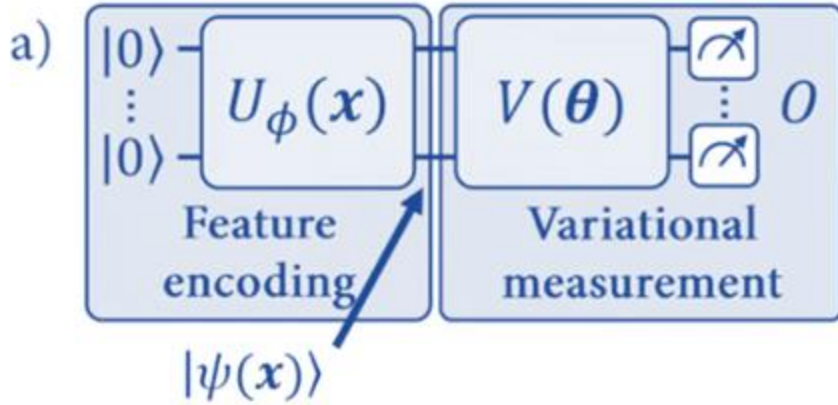 a)
|0⟩ U_ϕ(x) V(θ) O
⋮ ⋮
|0⟩
Feature
encoding
Variational
measurement
|ψ(x)⟩